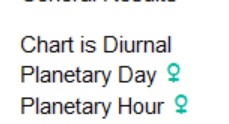 General Results
Chart is Diurnal
Planetary Day ♀
Planetary Hour ♀